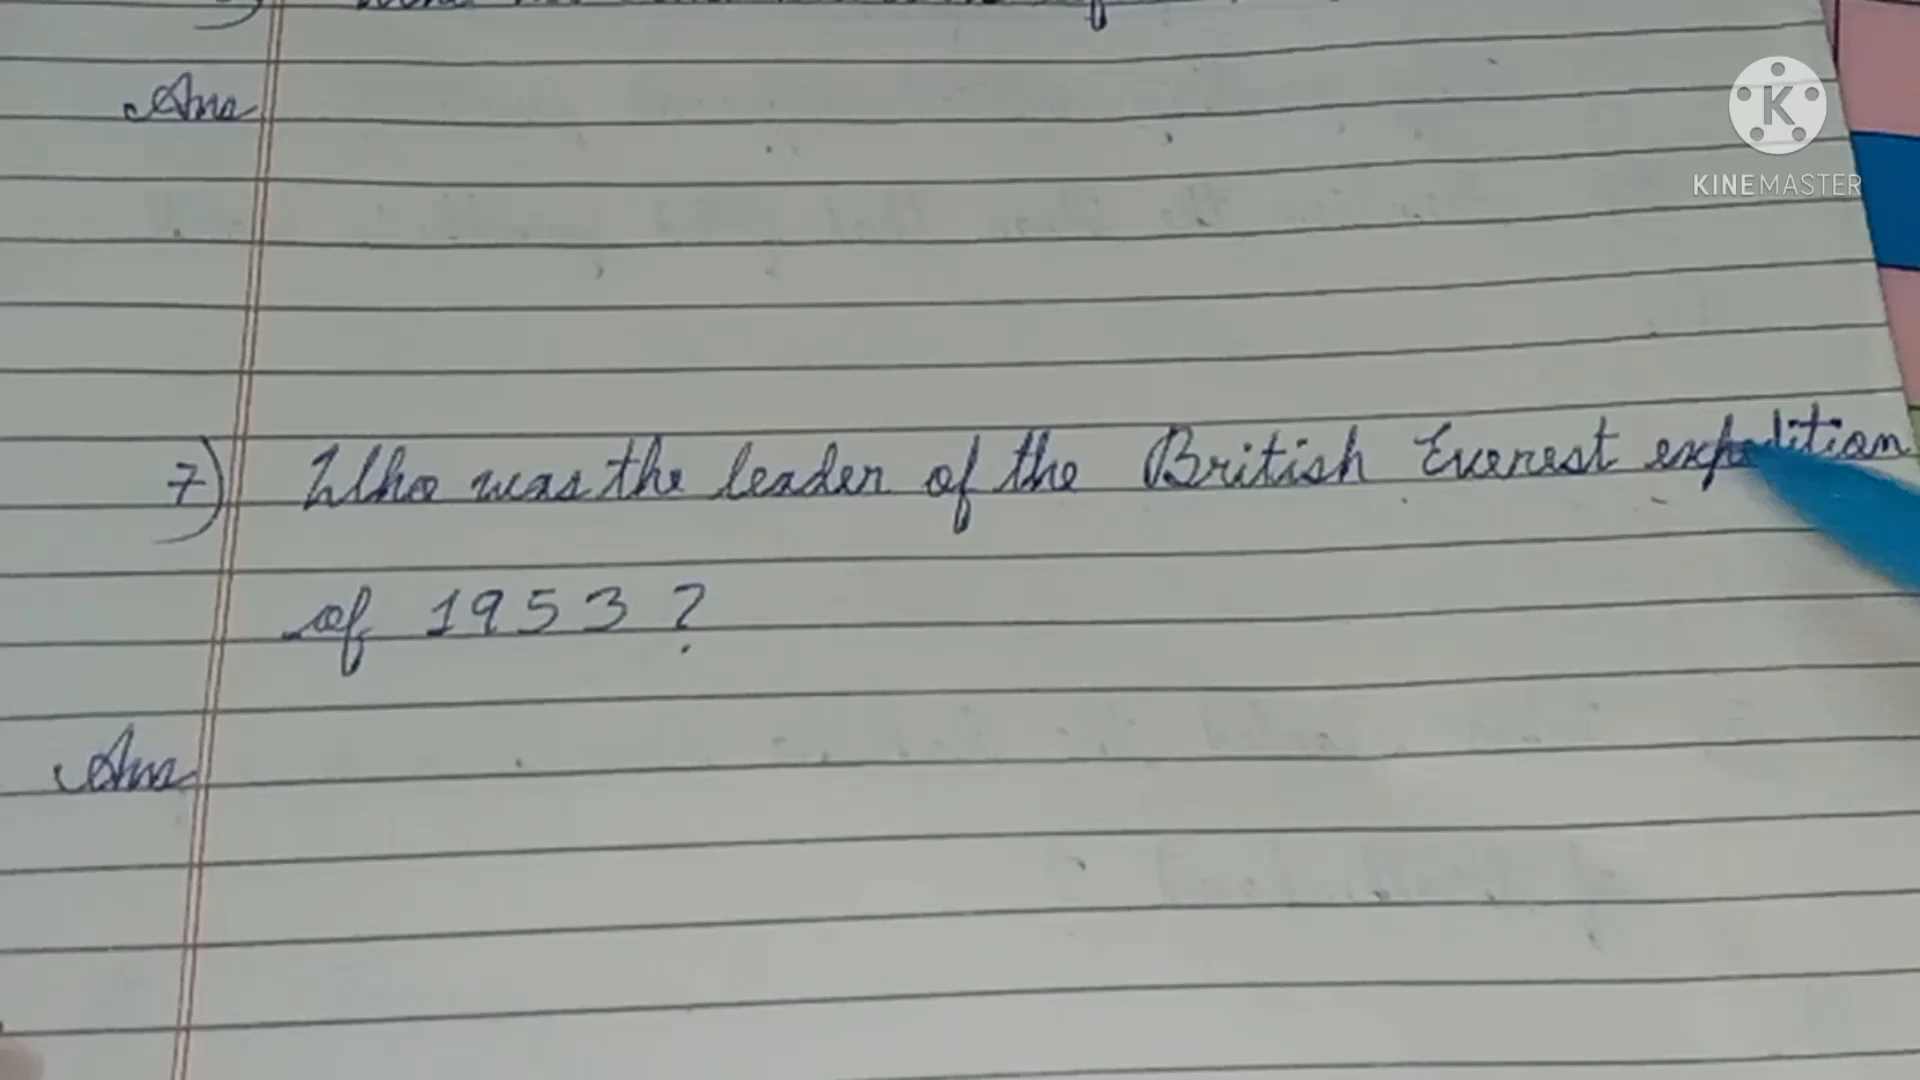 Ans
K
KINEMASTER
7) Who was the leader of the British Everest expedition
of 1953 ?
Ans